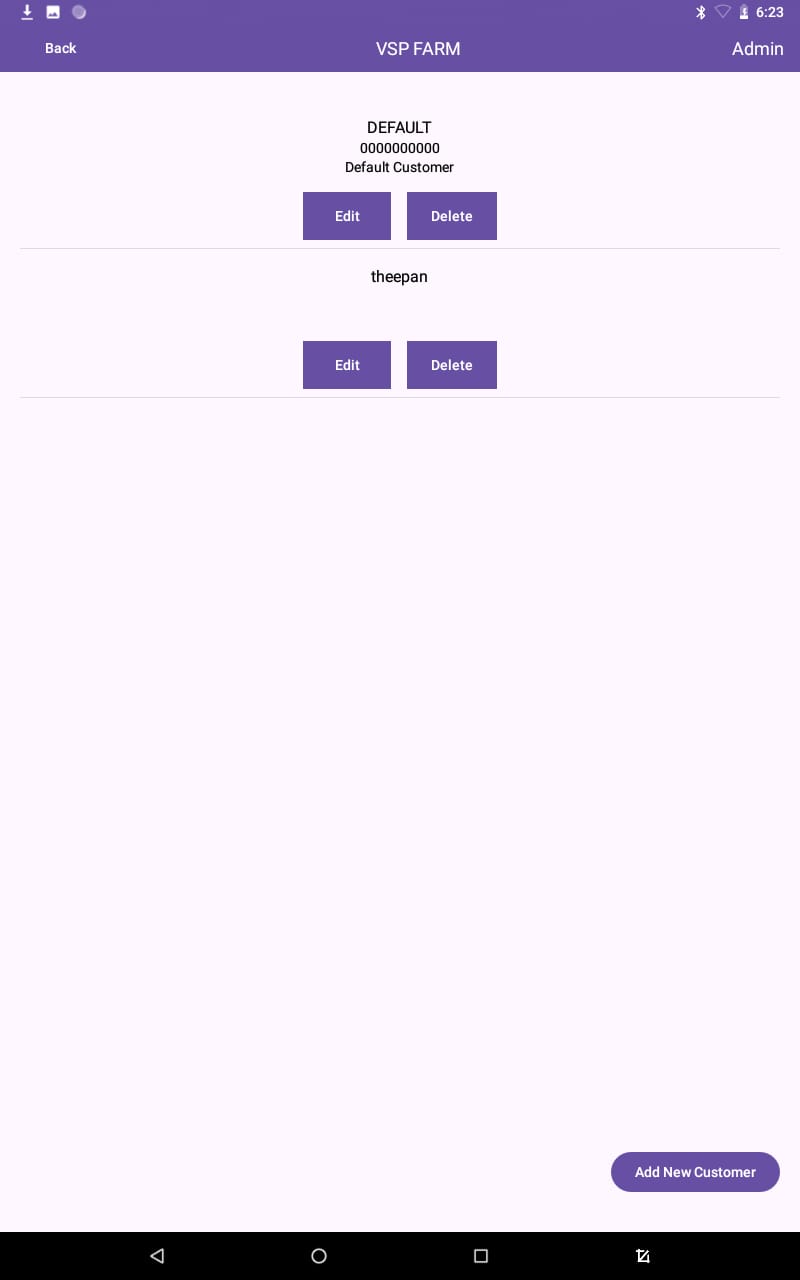 6:23
Back
VSP FARM
Admin
DEFAULT
0000000000
Default Customer
Edit
Delete
theepan
Edit
Delete
Add New Customer